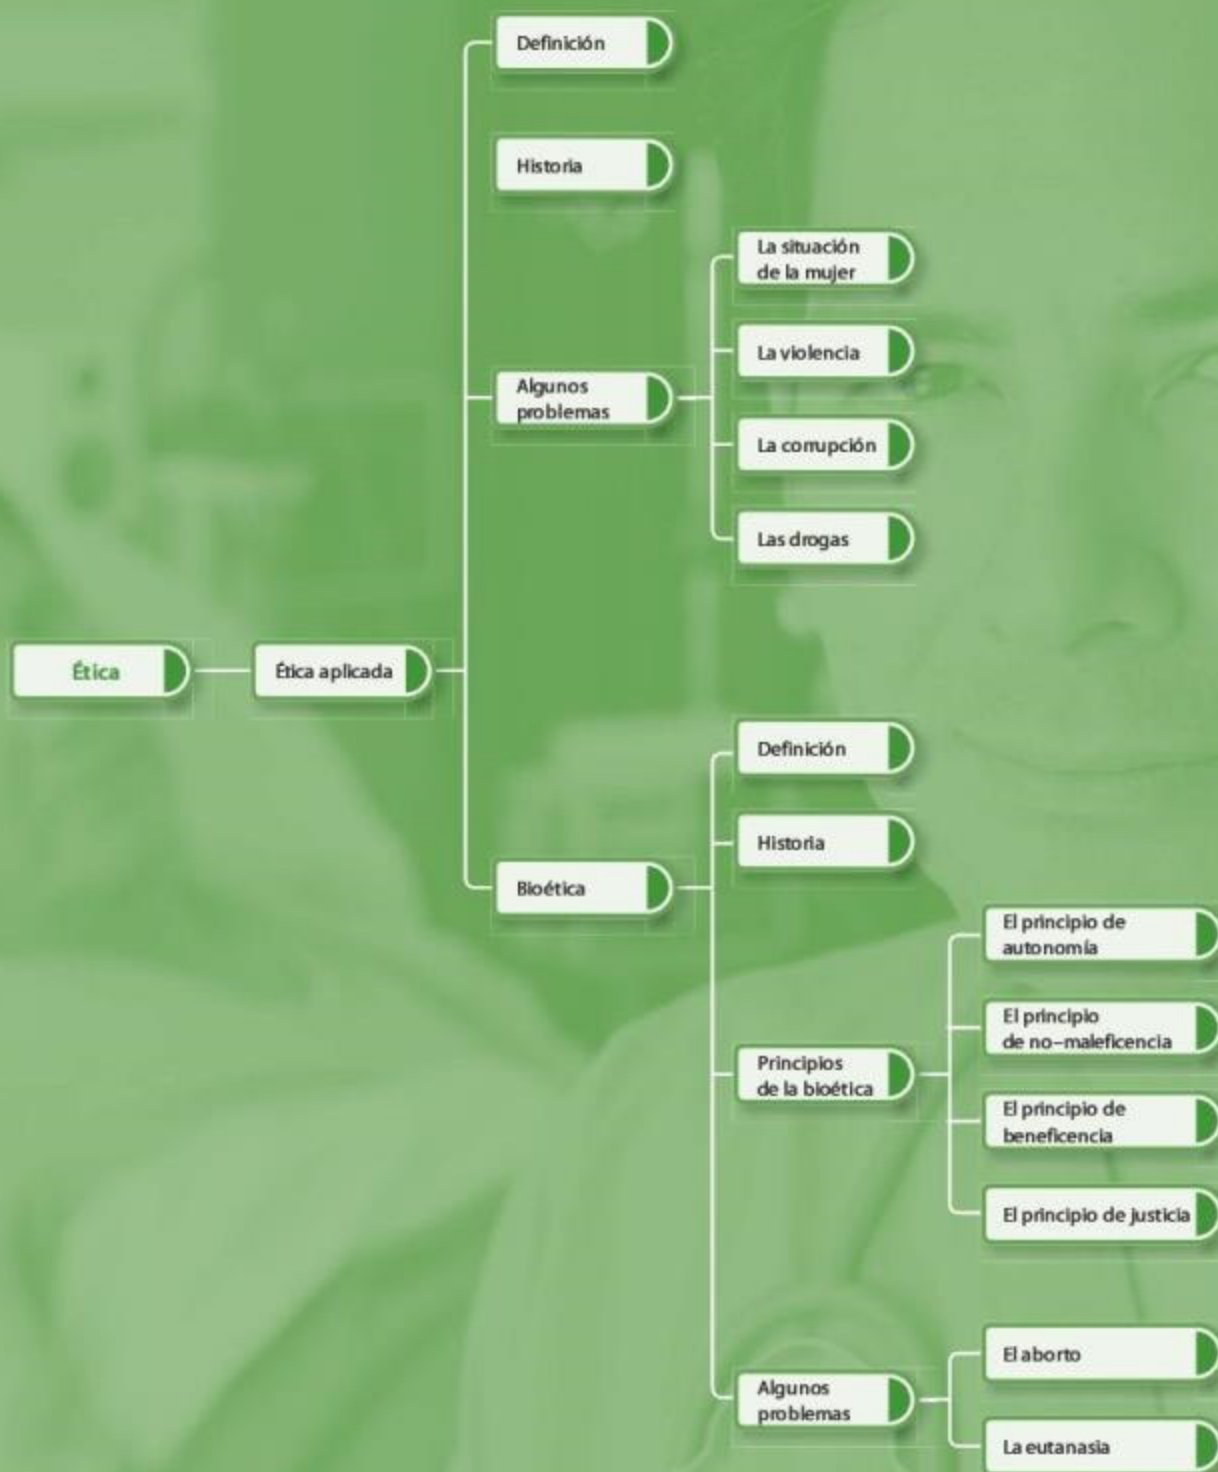 Definición
Historia
La situación
de la mujer
La violencia
Algunos
problemas
La corrupción
Las drogas
Ética
Ética aplicada
Definición
Historia
Bioética
El principio de
autonomía
El principio
de no-maleficencia
Principios
de la bioética
El principio de
beneficencia
El principio de justicia
El aborto
Algunos
problemas
La eutanasia